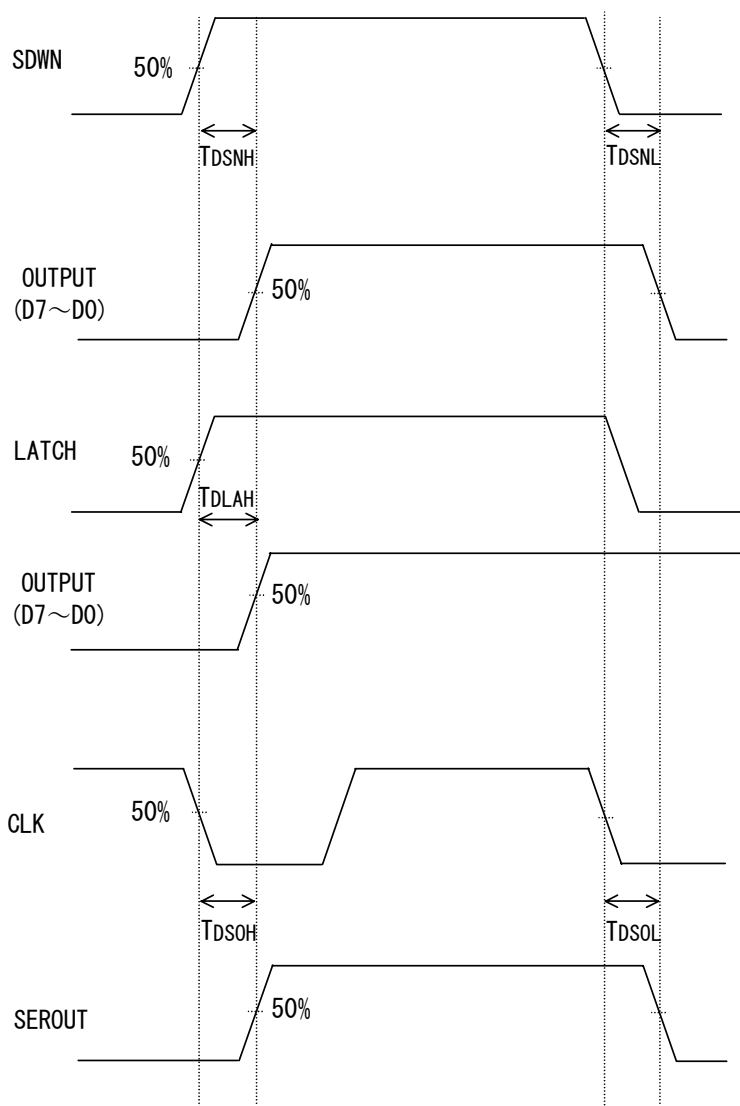 SDWN
50%
TDSNH
TDSNL
OUTPUT
(D7～D0)
50%
LATCH
50%
TDLAH
OUTPUT
(D7～D0)
50%
CLK
50%
TDSOH
TDSOL
SEROUT
50%